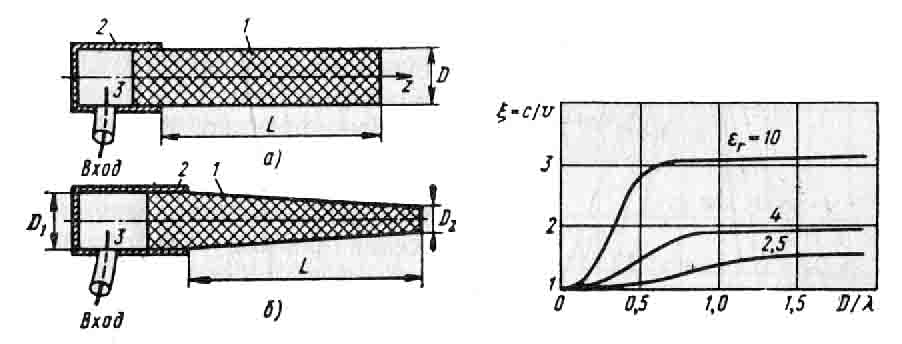 2 1
3 z D
L
Вход а)
2 1
D₁ 3 D₂
L
Вход б)
ξ=c/υ
εᵣ=10
3
2 4
2,5
1
0 0,5 1,0 1,5 D/λ